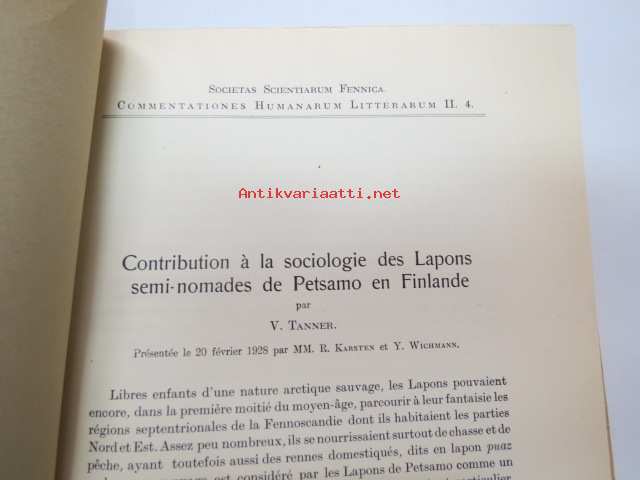 Societas Scientiarum Fennica.
Commentationes Humanarum Litterarum II. 4.
Antikvariaatti.net
Contribution à la sociologie des Lapons
semi-nomades de Petsamo en Finlande
par
V. Tanner.
Présentée le 20 février 1928 par MM. R. Karsten et Y. Wichmann.
Libres enfants d'une nature arctique sauvage, les Lapons pouvaient
encore, dans la première moitié du moyen-âge, parcourir à leur fantaisie les
régions septentrionales de la Fennoscandie dont ils habitaient les parties
Nord et Est. Assez peu nombreux, ils se nourrissaient surtout de chasse et de
pêche, ayant toutefois aussi des rennes domestiqués, dits en lapon puaz
est considéré par les Lapons de Petsamo comme un
particulier